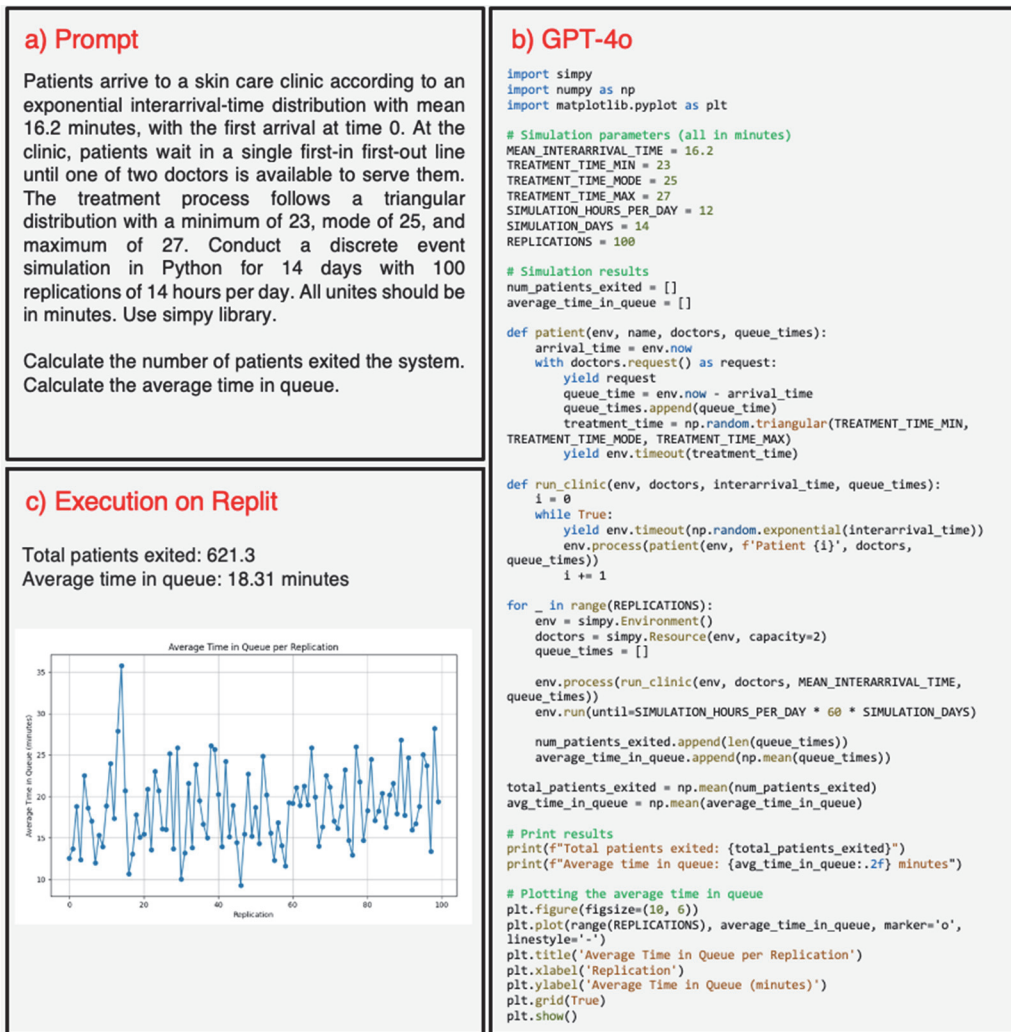 a) Prompt
Patients arrive to a skin care clinic according to an
exponential interarrival-time distribution with mean
16.2 minutes, with the first arrival at time 0. At the
clinic, patients wait in a single first-in first-out line
until one of two doctors is available to serve them.
The treatment process follows a triangular
distribution with a minimum of 23, mode of 25, and
maximum of 27. Conduct a discrete event
simulation in Python for 14 days with 100
replications of 14 hours per day. All unites should be
in minutes. Use simpy library.
Calculate the number of patients exited the system.
Calculate the average time in queue.
c) Execution on Replit
Total patients exited: 621.3
Average time in queue: 18.31 minutes
Average Time in Queue per Replication
Average Time in Queue (minutes)
35
30
25
20
15
10
0 20 40 60 80 100
Replication
b) GPT-4o
import simpy
import numpy as np
import matplotlib.pyplot as plt
# Simulation parameters (all in minutes)
MEAN_INTERARRIVAL_TIME = 16.2
TREATMENT_TIME_MIN = 23
TREATMENT_TIME_MODE = 25
TREATMENT_TIME_MAX = 27
SIMULATION_HOURS_PER_DAY = 12
SIMULATION_DAYS = 14
REPLICATIONS = 100
# Simulation results
num_patients_exited = []
average_time_in_queue = []
def patient(env, name, doctors, queue_times):
    arrival_time = env.now
    with doctors.request() as request:
        yield request
        queue_time = env.now - arrival_time
        queue_times.append(queue_time)
        treatment_time = np.random.triangular(TREATMENT_TIME_MIN,
TREATMENT_TIME_MODE, TREATMENT_TIME_MAX)
        yield env.timeout(treatment_time)
def run_clinic(env, doctors, interarrival_time, queue_times):
    i = 0
    while True:
        yield env.timeout(np.random.exponential(interarrival_time))
        env.process(patient(env, f'Patient {i}', doctors,
queue_times))
        i += 1
for _ in range(REPLICATIONS):
    env = simpy.Environment()
    doctors = simpy.Resource(env, capacity=2)
    queue_times = []
    env.process(run_clinic(env, doctors, MEAN_INTERARRIVAL_TIME,
queue_times))
    env.run(until=SIMULATION_HOURS_PER_DAY * 60 * SIMULATION_DAYS)
    num_patients_exited.append(len(queue_times))
    average_time_in_queue.append(np.mean(queue_times))
total_patients_exited = np.mean(num_patients_exited)
avg_time_in_queue = np.mean(average_time_in_queue)
# Print results
print(f"Total patients exited: {total_patients_exited}")
print(f"Average time in queue: {avg_time_in_queue:.2f} minutes")
# Plotting the average time in queue
plt.figure(figsize=(10, 6))
plt.plot(range(REPLICATIONS), average_time_in_queue, marker='o',
linestyle='-')
plt.title('Average Time in Queue per Replication')
plt.xlabel('Replication')
plt.ylabel('Average Time in Queue (minutes)')
plt.grid(True)
plt.show()